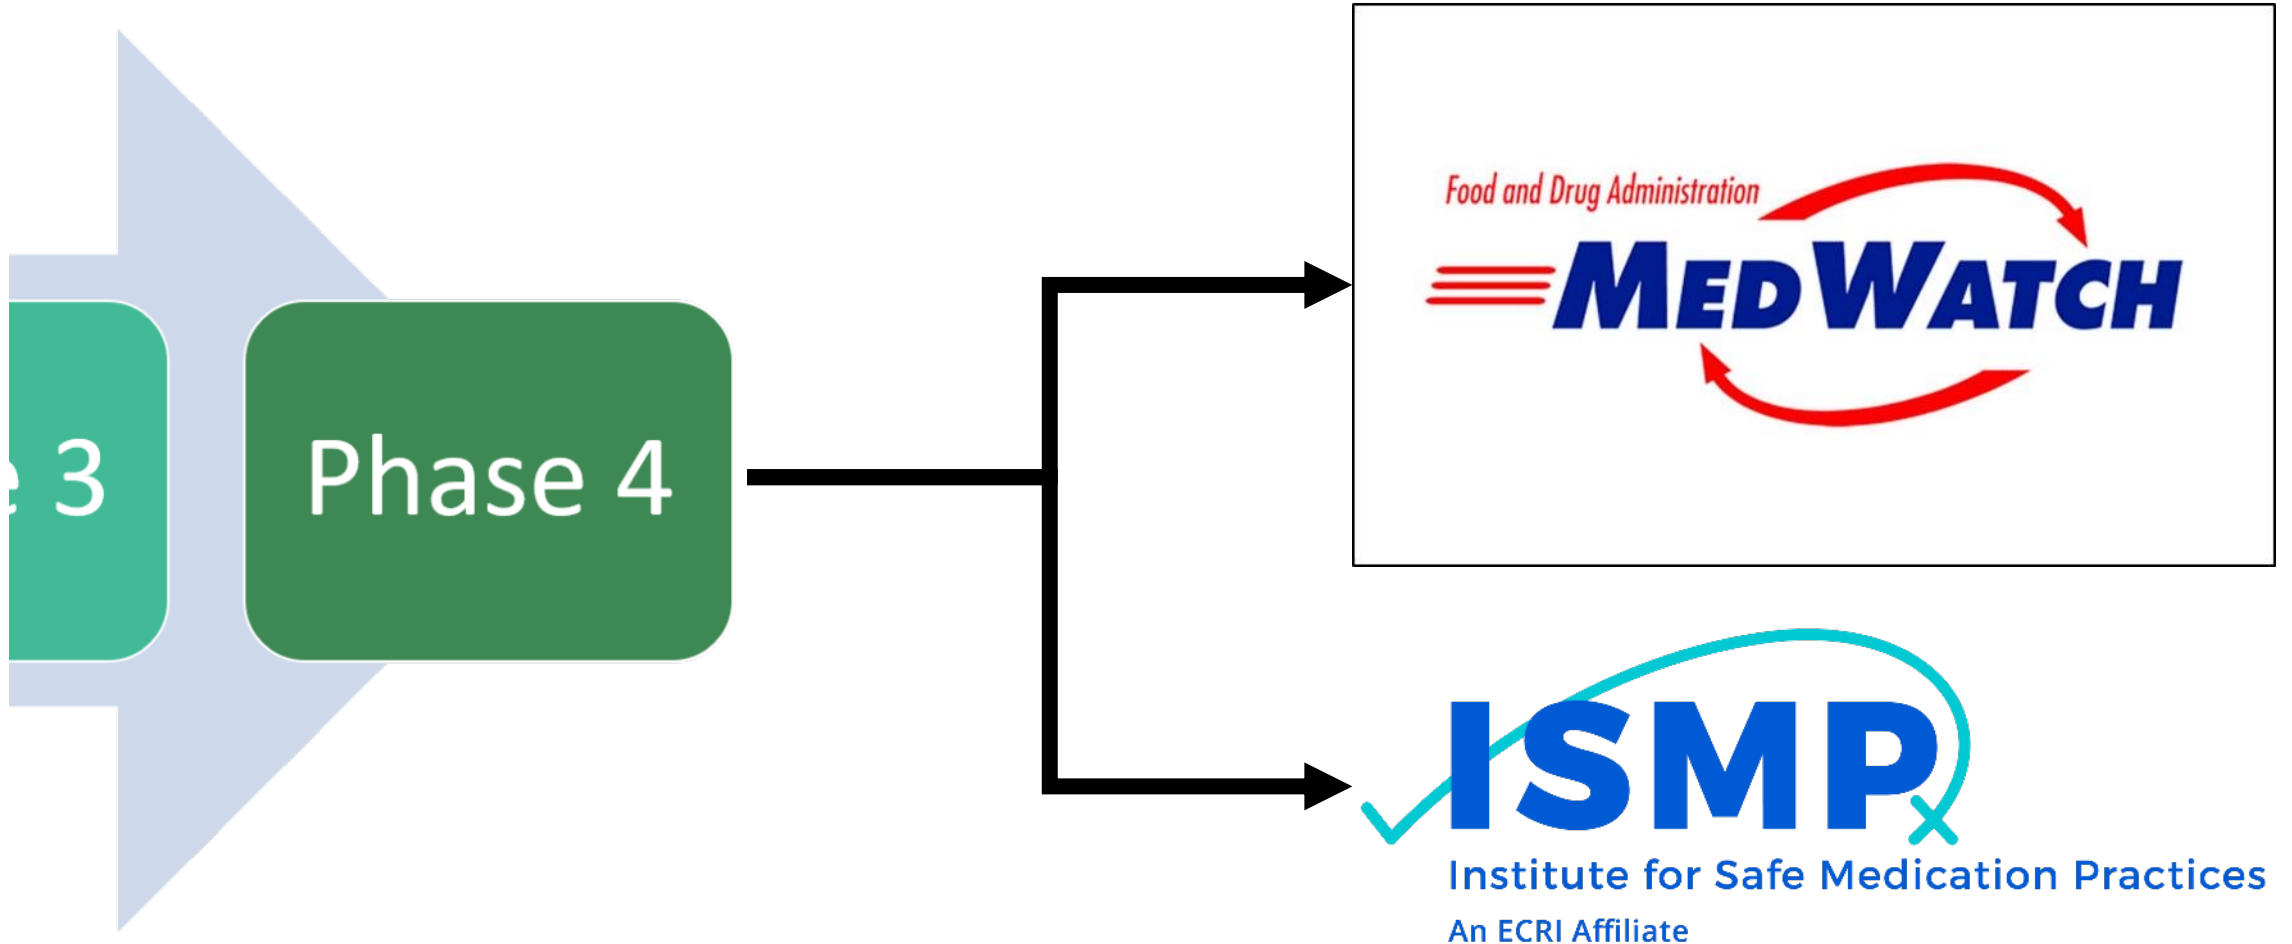 e 3
Phase 4
Food and Drug Administration
MEDWATCH
ISMP
Institute for Safe Medication Practices
An ECRI Affiliate